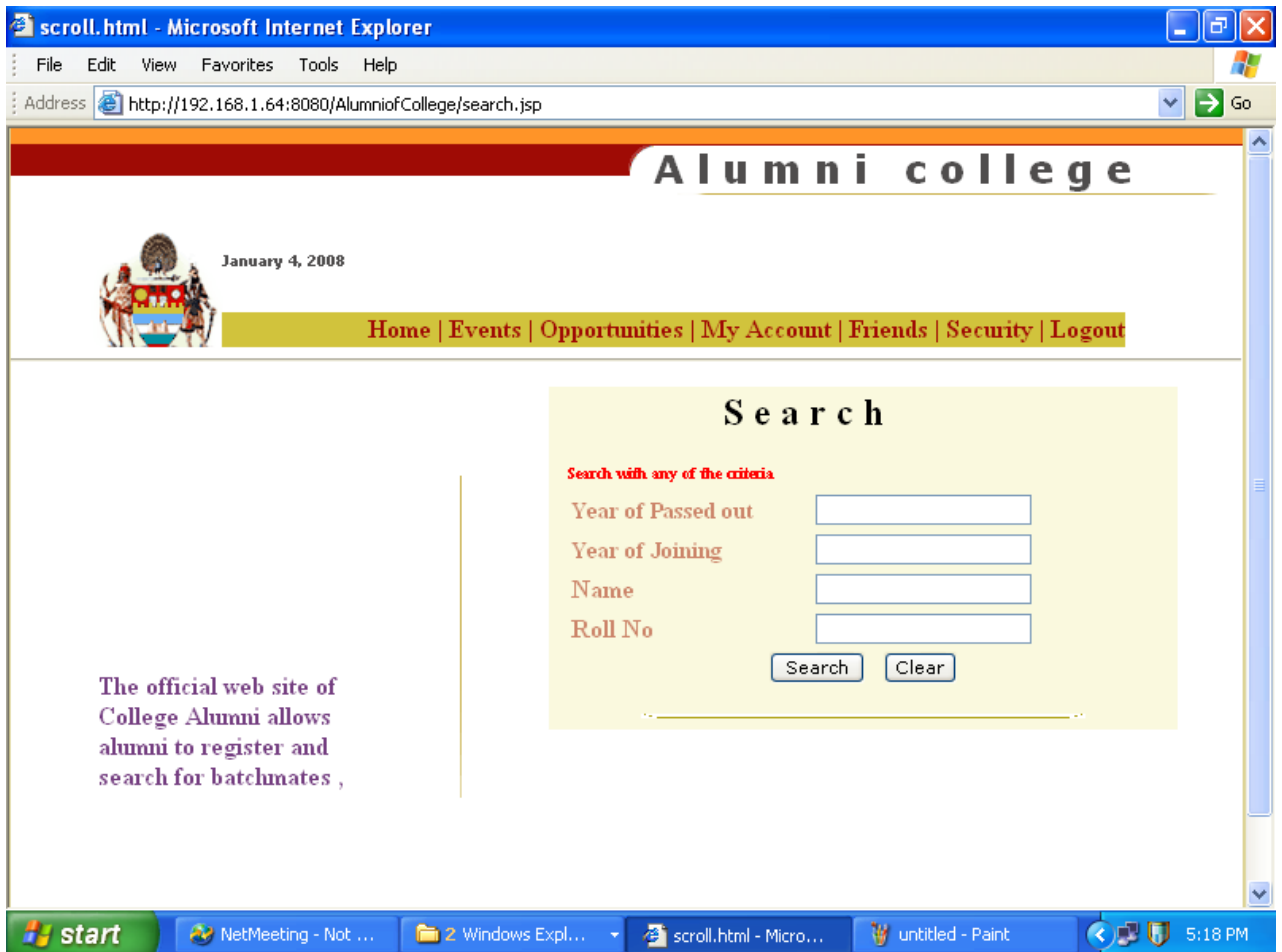 scroll.html - Microsoft Internet Explorer
File Edit View Favorites Tools Help
Address http://192.168.1.64:8080/AlumniofCollege/search.jsp Go
Alumni college
January 4, 2008
Home | Events | Opportunities | My Account | Friends | Security | Logout
Search
Search with any of the criteria
Year of Passed out
Year of Joining
Name
Roll No
Search Clear
The official web site of
College Alumni allows
alumni to register and
search for batchmates ,
start NetMeeting - Not ... 2 Windows Expl... scroll.html - Micro... untitled - Paint 5:18 PM